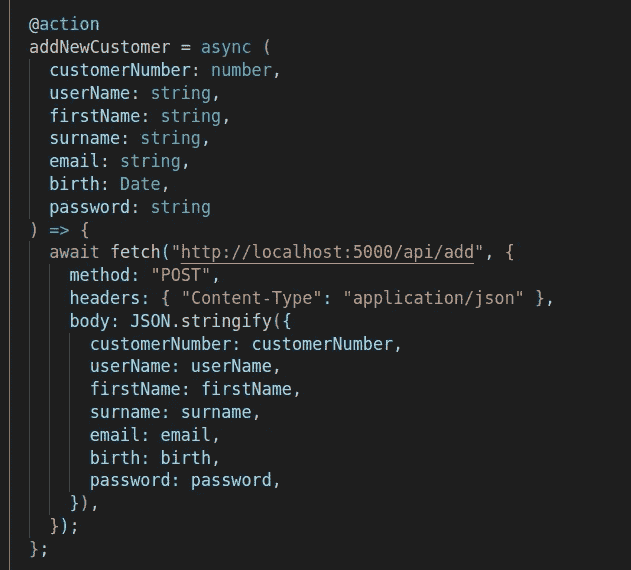 @action
addNewCustomer = async (
customerNumber: number,
userName: string,
firstName: string,
surname: string,
email: string,
birth: Date,
password: string
) => {
await fetch("http://localhost:5000/api/add", {
method: "POST",
headers: { "Content-Type": "application/json" },
body: JSON.stringify({
customerNumber: customerNumber,
userName: userName,
firstName: firstName,
surname: surname,
email: email,
birth: birth,
password: password,
}),
});
};